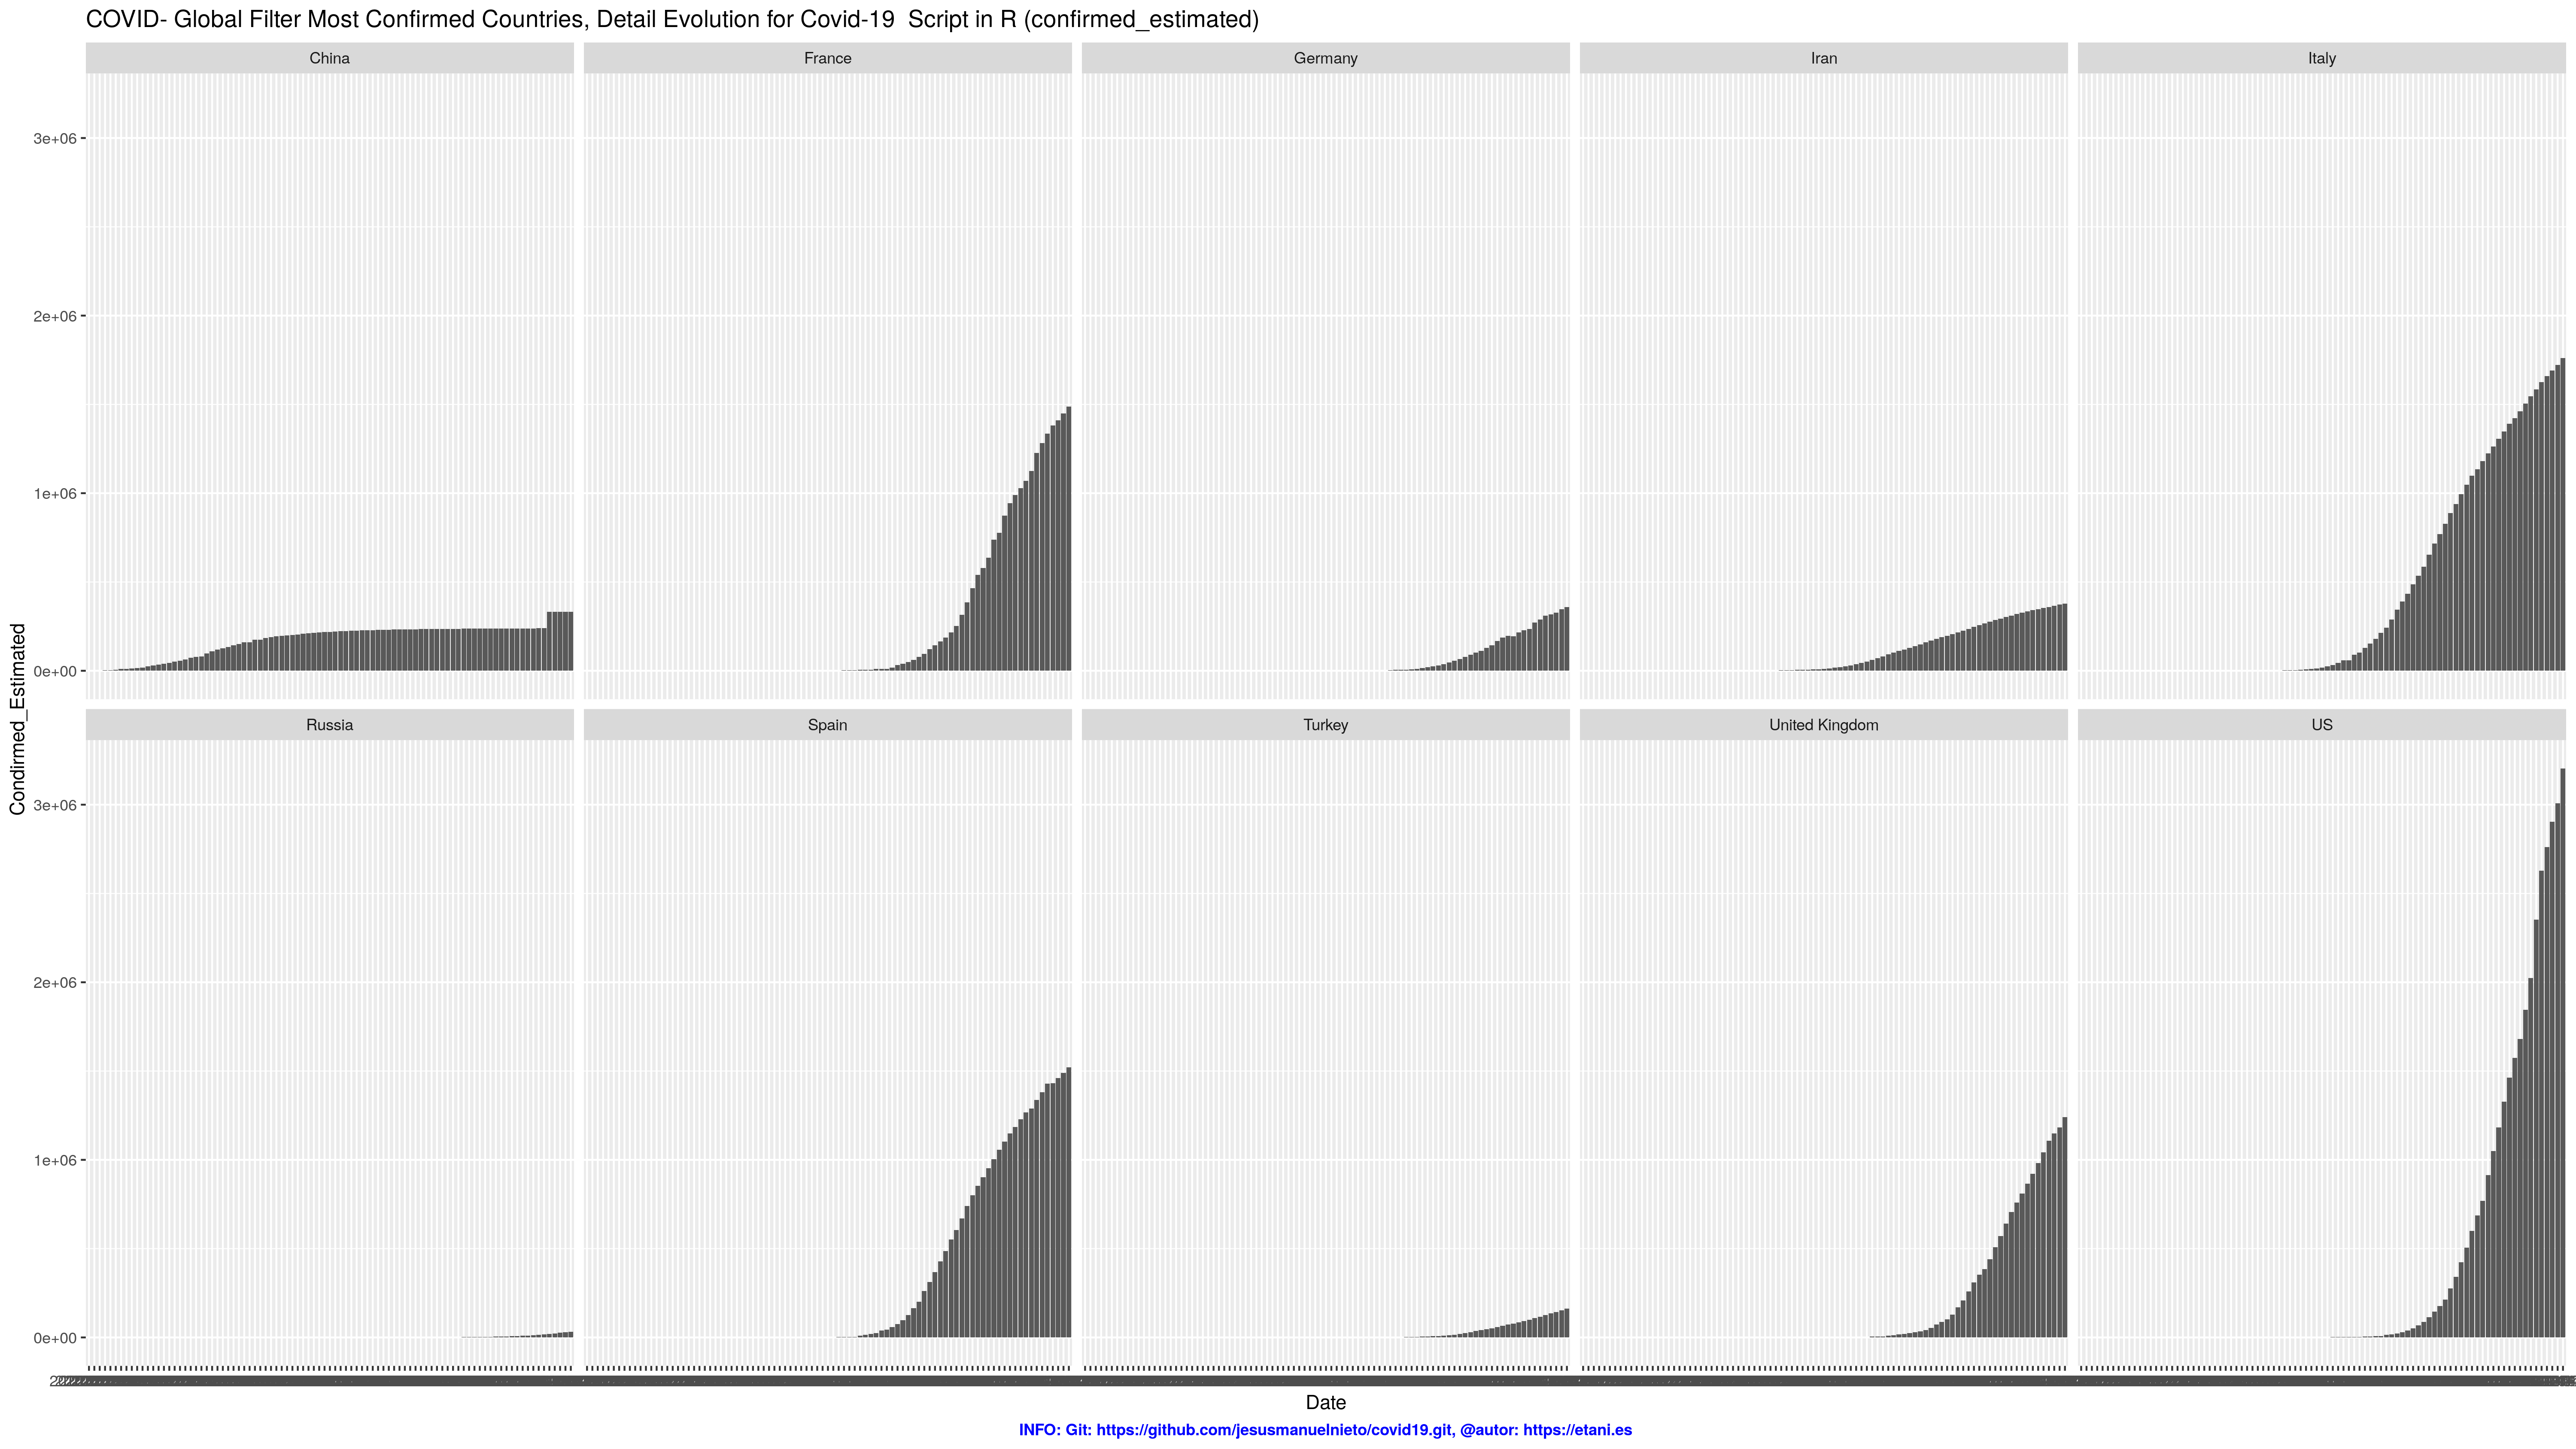 COVID- Global Filter Most Confirmed Countries, Detail Evolution for Covid-19  Script in R (confirmed_estimated)
China
France
Germany
Iran
Italy
3e+06
2e+06
1e+06
0e+00
Condirmed_Estimated
Russia
Spain
Turkey
United Kingdom
US
3e+06
2e+06
1e+06
0e+00
Date
INFO: Git: https://github.com/jesusmanuelnieto/covid19.git, @autor: https://etani.es